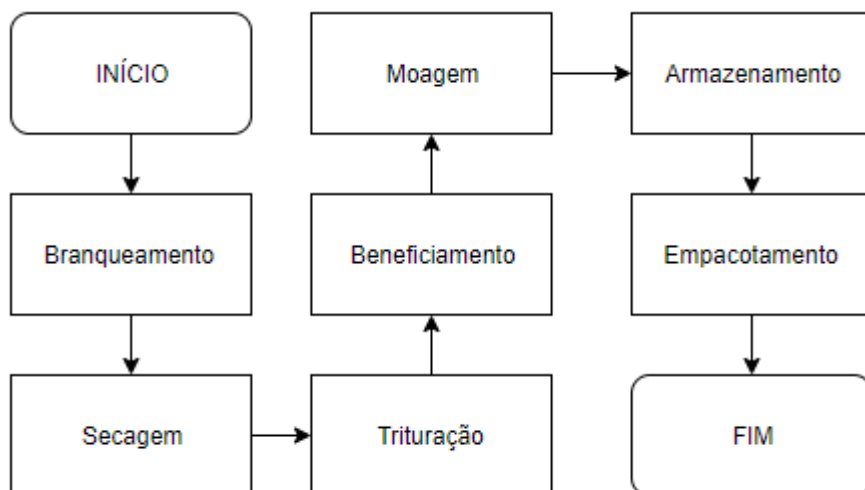 INÍCIO
Branqueamento
Secagem
Trituração
Beneficiamento
Moagem
Armazenamento
Empacotamento
FIM